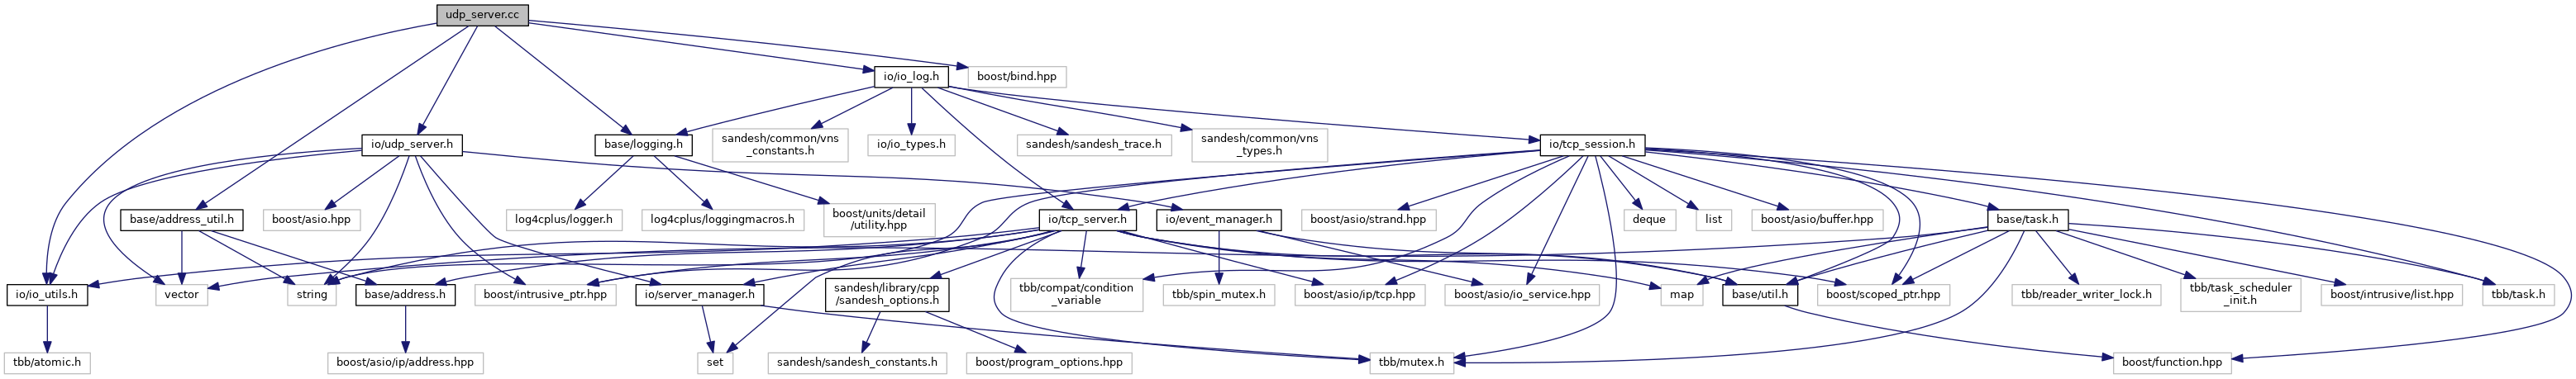 udp_server.cc
io/io_log.h
boost/bind.hpp
io/udp_server.h
base/logging.h
sandesh/common/vns
_constants.h
io/io_types.h
sandesh/sandesh_trace.h
sandesh/common/vns
_types.h
io/tcp_session.h
base/address_util.h
boost/asio.hpp
log4cplus/logger.h
log4cplus/loggingmacros.h
boost/units/detail
/utility.hpp
io/tcp_server.h
io/event_manager.h
boost/asio/strand.hpp
deque
list
boost/asio/buffer.hpp
base/task.h
io/io_utils.h
vector
string
base/address.h
boost/intrusive_ptr.hpp
io/server_manager.h
sandesh/library/cpp
/sandesh_options.h
tbb/compat/condition
_variable
tbb/spin_mutex.h
boost/asio/ip/tcp.hpp
boost/asio/io_service.hpp
map
base/util.h
boost/scoped_ptr.hpp
tbb/reader_writer_lock.h
tbb/task_scheduler
_init.h
boost/intrusive/list.hpp
tbb/task.h
tbb/atomic.h
boost/asio/ip/address.hpp
set
sandesh/sandesh_constants.h
boost/program_options.hpp
tbb/mutex.h
boost/function.hpp